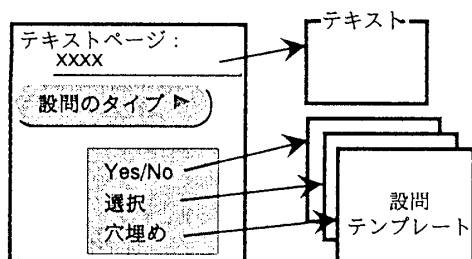 テキストページ：
xxxx
設問のタイプ
Yes/No
選択
穴埋め
テキスト
設問
テンプレート